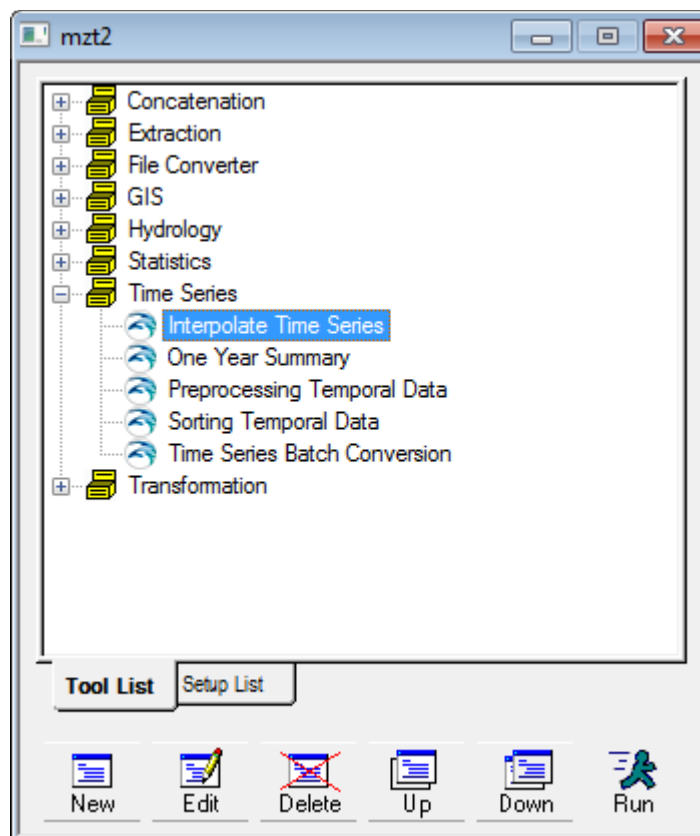 mzt2
Concatenation
Extraction
File Converter
GIS
Hydrology
Statistics
Time Series
Interpolate Time Series
One Year Summary
Preprocessing Temporal Data
Sorting Temporal Data
Time Series Batch Conversion
Transformation
Tool List Setup List
New Edit Delete Up Down Run